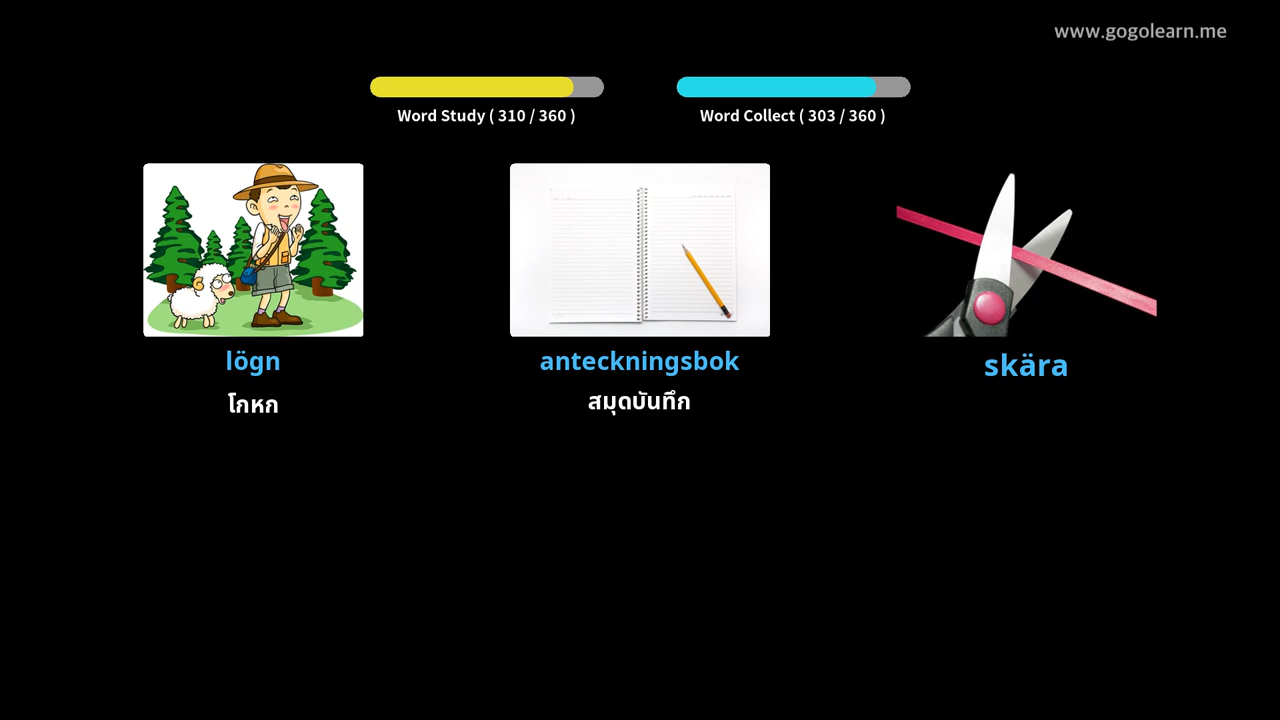 www.gogolearn.me
Word Study ( 310 / 360 )
Word Collect ( 303 / 360 )
lögn
anteckningsbok
skära
โกหก
สมุดบันทึก